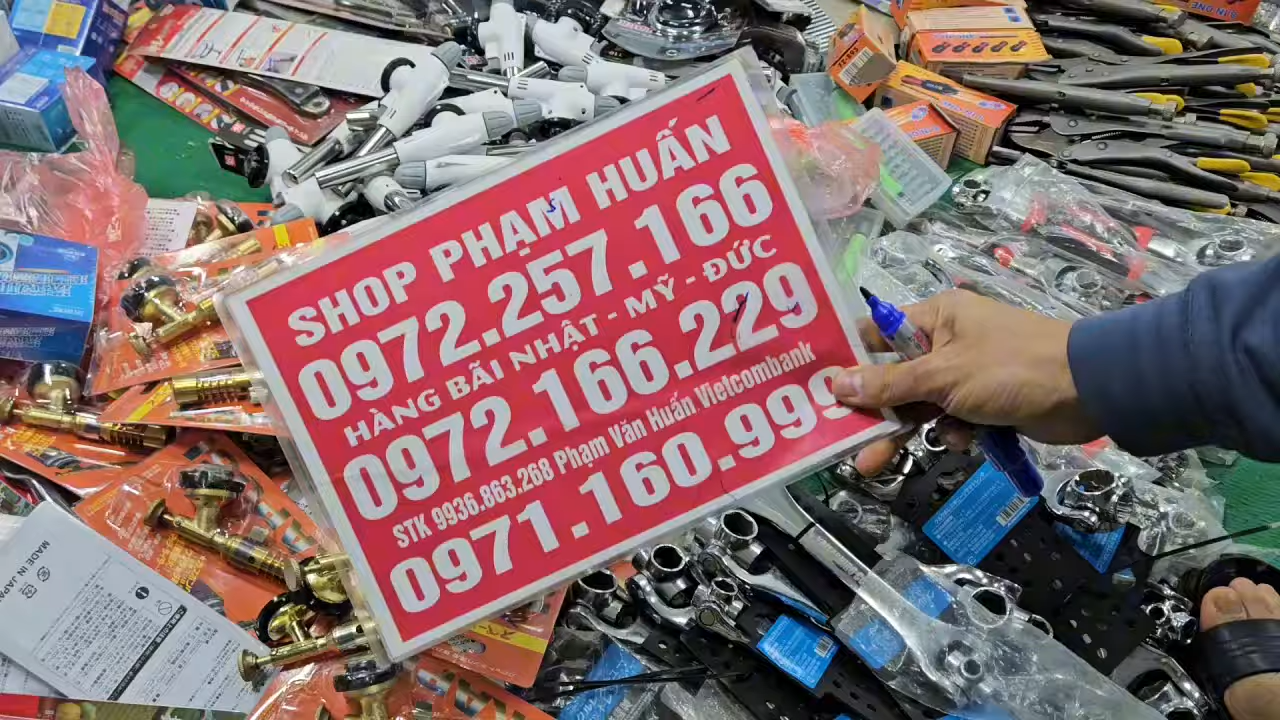 SHOP PHẠM HUẤN
0972.257.166
HÀNG BÃI NHẬT - MỸ - ĐỨC
0972.166.229
STK 9936.863.268 Phạm Văn Huấn Vietcombank
0971.160.999
MADE IN JAPAN